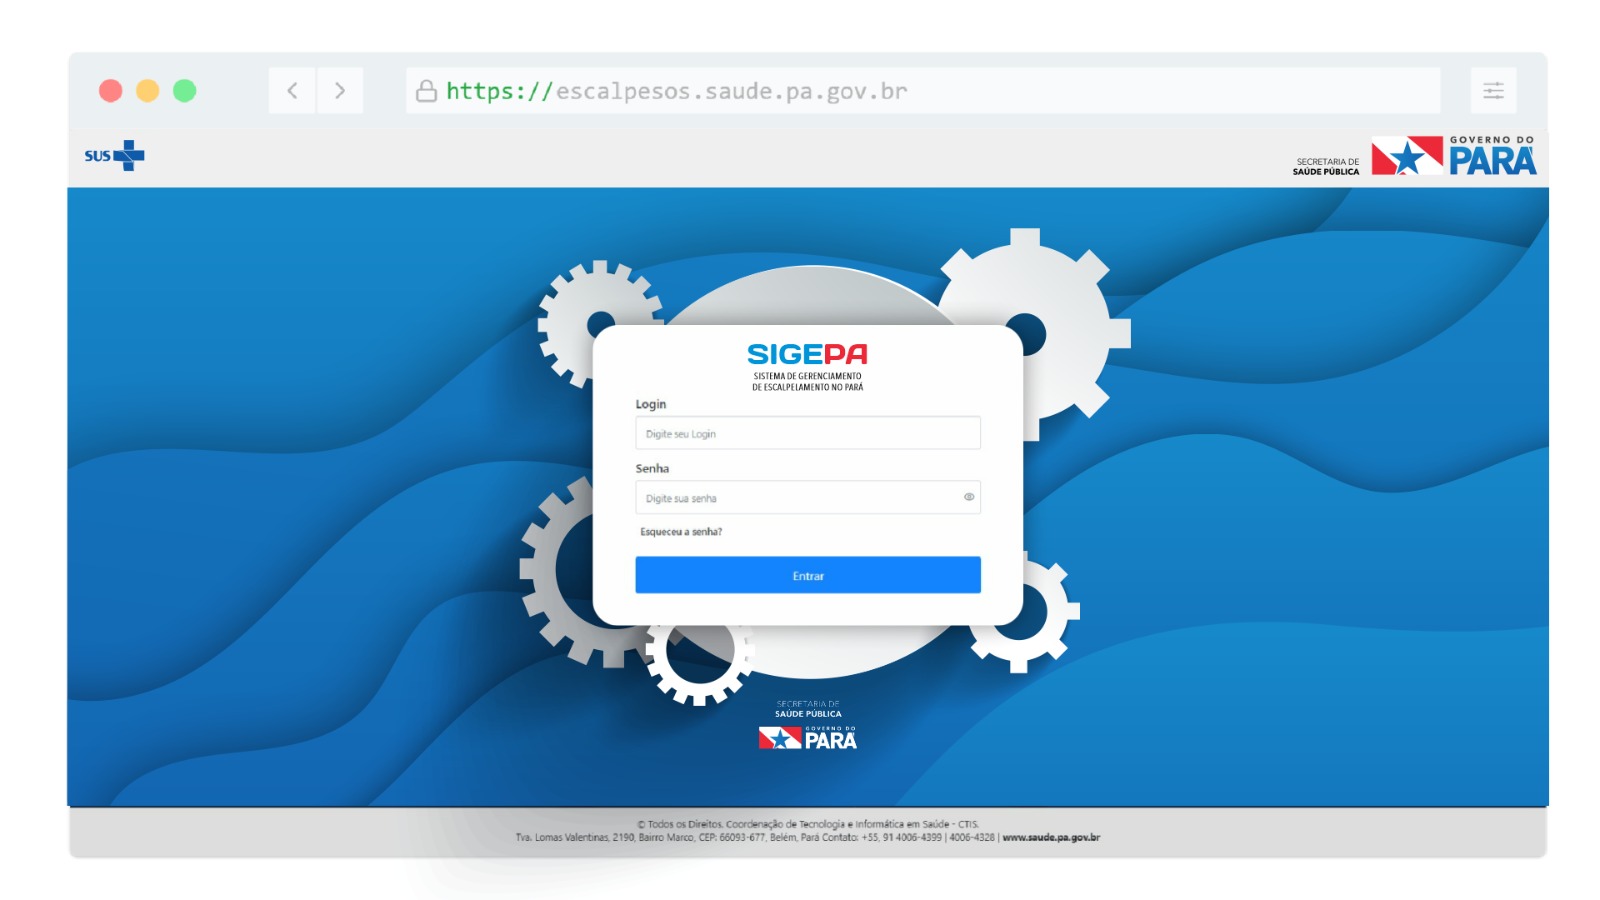 https://escalpesos.saude.pa.gov.br
SUS
SECRETARIA DE
SAÚDE PÚBLICA
GOVERNO DO
PARÁ
SIGEPA
SISTEMA DE GERENCIAMENTO
DE ESCALPELAMENTO NO PARÁ
Login
Digite seu Login
Senha
Digite sua senha
Esqueceu a senha?
Entrar
SECRETARIA DE
SAÚDE PÚBLICA
GOVERNO DO
PARÁ
© Todos os Direitos. Coordenação de Tecnologia e Informática em Saúde - CTIS.
Tva. Lomas Valentinas, 2190, Bairro Marco, CEP: 66093-677, Belém, Pará Contato: +55, 91 4006-4399 | 4006-4328 | www.saude.pa.gov.br